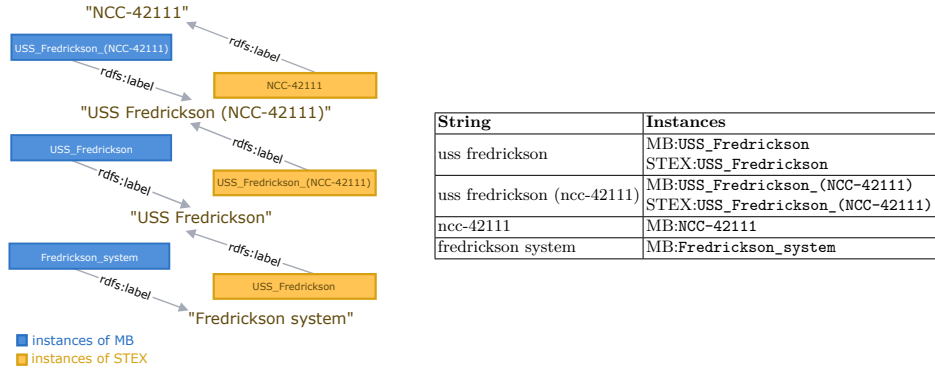 "NCC-42111"
USS_Fredrickson_(NCC-42111)
rdfs:label
rdfs:label
NCC-42111
"USS Fredrickson (NCC-42111)"
USS_Fredrickson
rdfs:label
rdfs:label
USS_Fredrickson_(NCC-42111)
"USS Fredrickson"
Fredrickson_system
rdfs:label
rdfs:label
USS_Fredrickson
"Fredrickson system"
instances of MB
instances of STEX
String Instances
uss fredrickson MB:USS_Fredrickson
STEX:USS_Fredrickson
uss fredrickson (ncc-42111) MB:USS_Fredrickson_(NCC-42111)
STEX:USS_Fredrickson_(NCC-42111)
ncc-42111 MB:NCC-42111
fredrickson system MB:Fredrickson_system